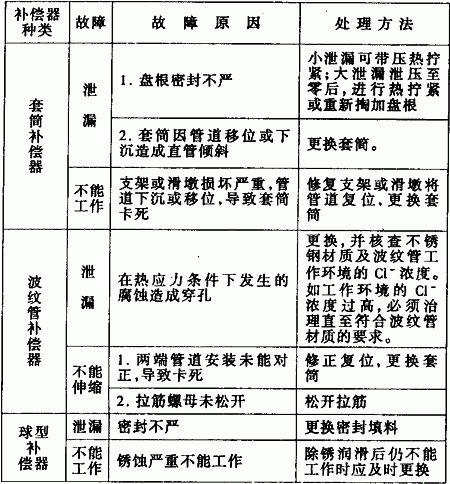 补偿器
种类
故障
故障原因
处理方法
套筒补偿器
泄漏
1. 盘根密封不严
小泄漏可带压热拧
紧;大泄漏泄压至
零后,进行热拧紧
或重新掏加盘根
2. 套筒因管道移位或下
沉造成直管倾斜
更换套筒。
不能
工作
支架或滑墩损坏严重,管
道下沉或移位,导致套筒
卡死
修复支架或滑墩将
管道复位,更换套
筒
波纹管补偿器
泄漏
在热应力条件下发生的
腐蚀造成穿孔
更换,并核查不锈
钢材质及波纹管工
作环境的Cl⁻浓度。
如工作环境的Cl⁻
浓度过高,必须治
理直至符合波纹管
材质的要求。
不能
伸缩
1. 两端管道安装未能对
正,导致卡死
修正复位,更换套
筒
2. 拉筋螺母未松开
松开拉筋
球型
补
偿器
泄漏
密封不严
更换密封填料
不能
工作
锈蚀严重不能工作
除锈润滑后仍不能
工作时应及时更换